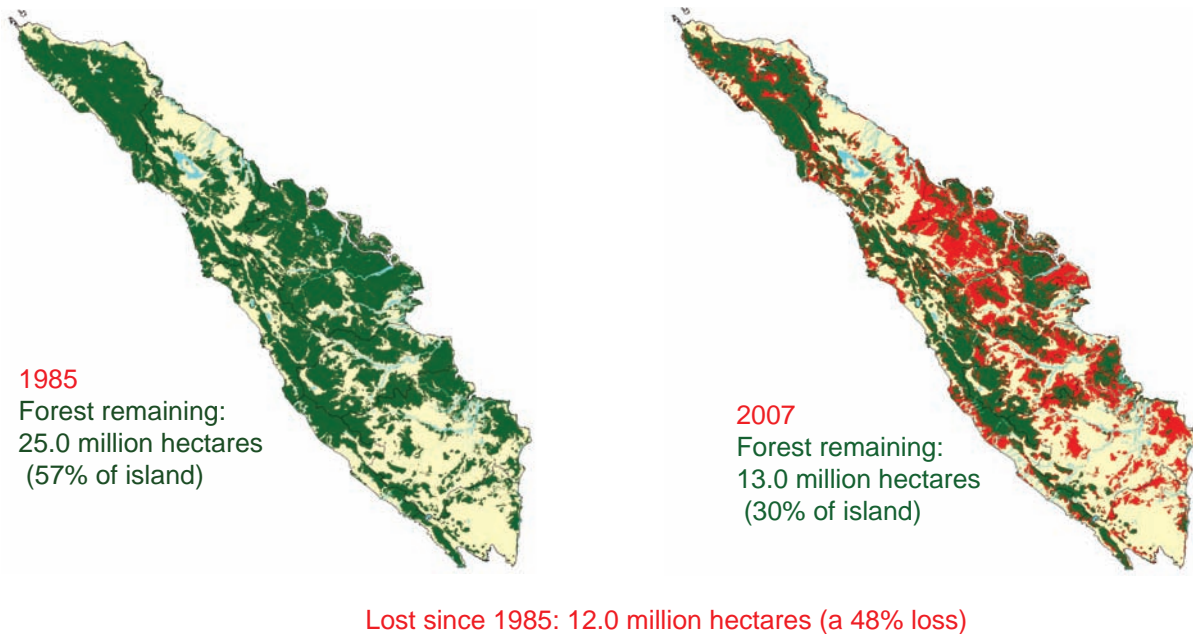 1985
Forest remaining:
25.0 million hectares
(57% of island)
2007
Forest remaining:
13.0 million hectares
(30% of island)
Lost since 1985: 12.0 million hectares (a 48% loss)